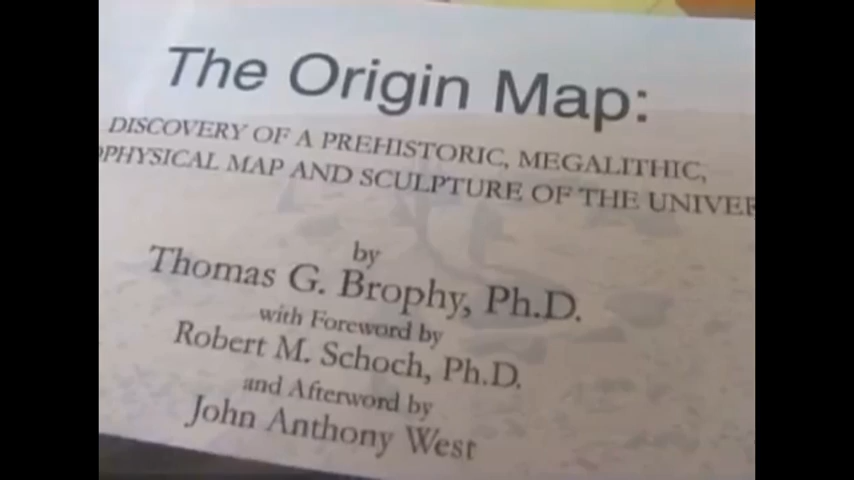 The Origin Map:
DISCOVERY OF A PREHISTORIC, MEGALITHIC,
PHYSICAL MAP AND SCULPTURE OF THE UNIVER
by
Thomas G. Brophy, Ph.D.
with Foreword by
Robert M. Schoch, Ph.D.
and Afterword by
John Anthony West